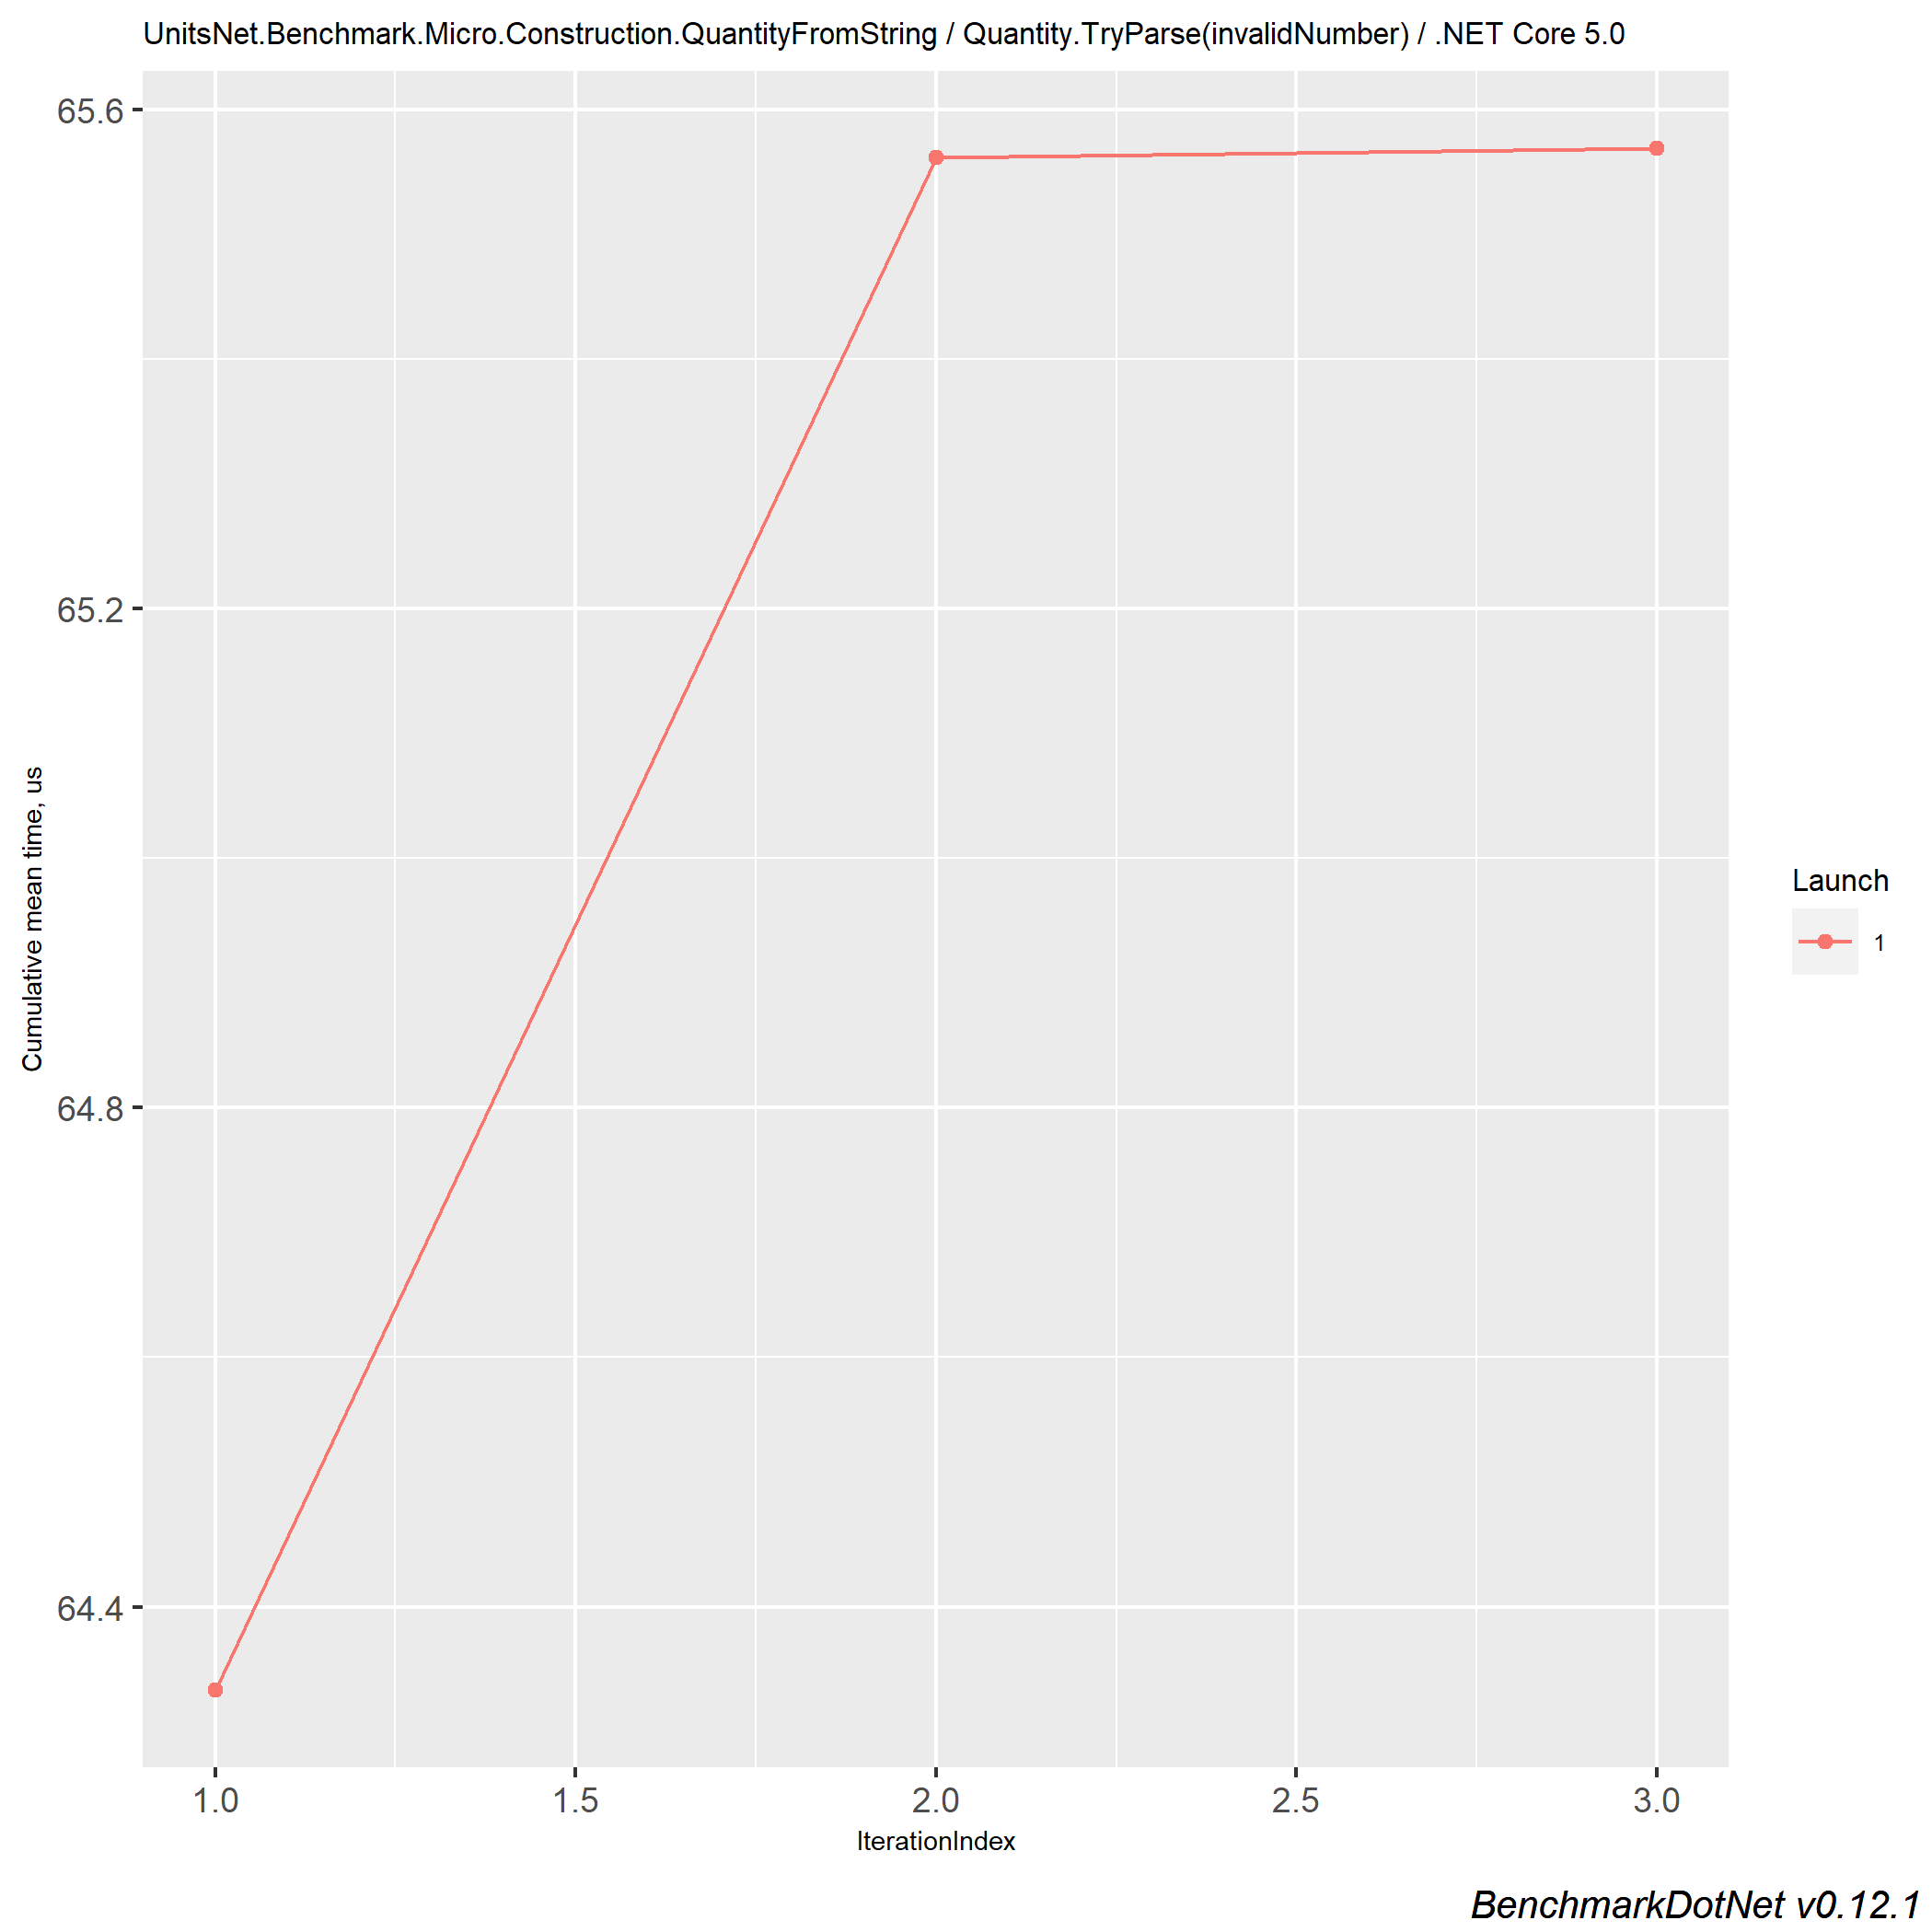 UnitsNet.Benchmark.Micro.Construction.QuantityFromString / Quantity.TryParse(invalidNumber) / .NET Core 5.0
65.6
65.2
64.8
64.4
Cumulative mean time, us
1.0 1.5 2.0 2.5 3.0
IterationIndex
Launch
1
BenchmarkDotNet v0.12.1